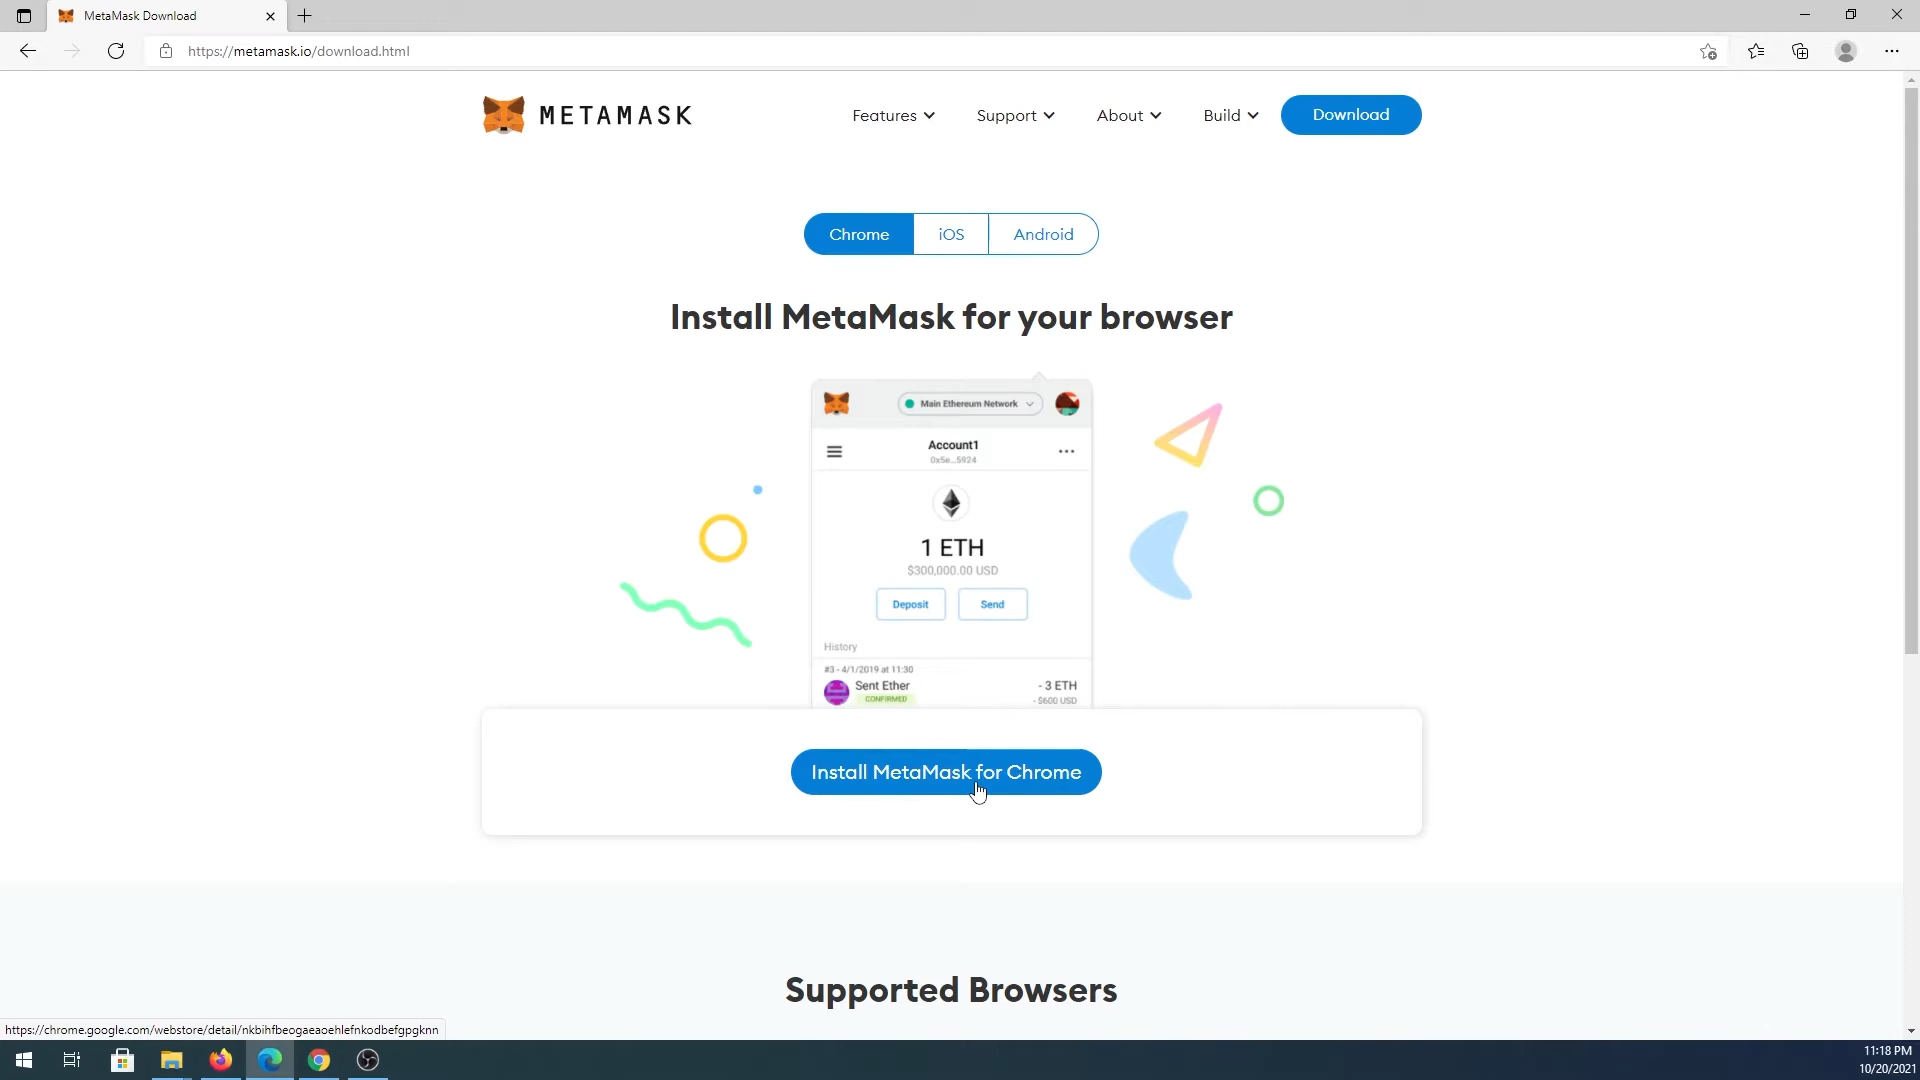 MetaMask Download
https://metamask.io/download.html
METAMASK
Features
Support
About
Build
Download
Chrome
iOS
Android
Install MetaMask for your browser
Main Ethereum Network
Account1
0x5e...5924
1 ETH
$300,000.00 USD
Deposit
Send
History
#3 - 4/1/2019 at 11:30
Sent Ether
- 3 ETH
CONFIRMED
- $600 USD
Install MetaMask for Chrome
Supported Browsers
https://chrome.google.com/webstore/detail/nkbihfbeogaeaoehlefnkodbefgpgknn
11:18 PM
10/20/2021